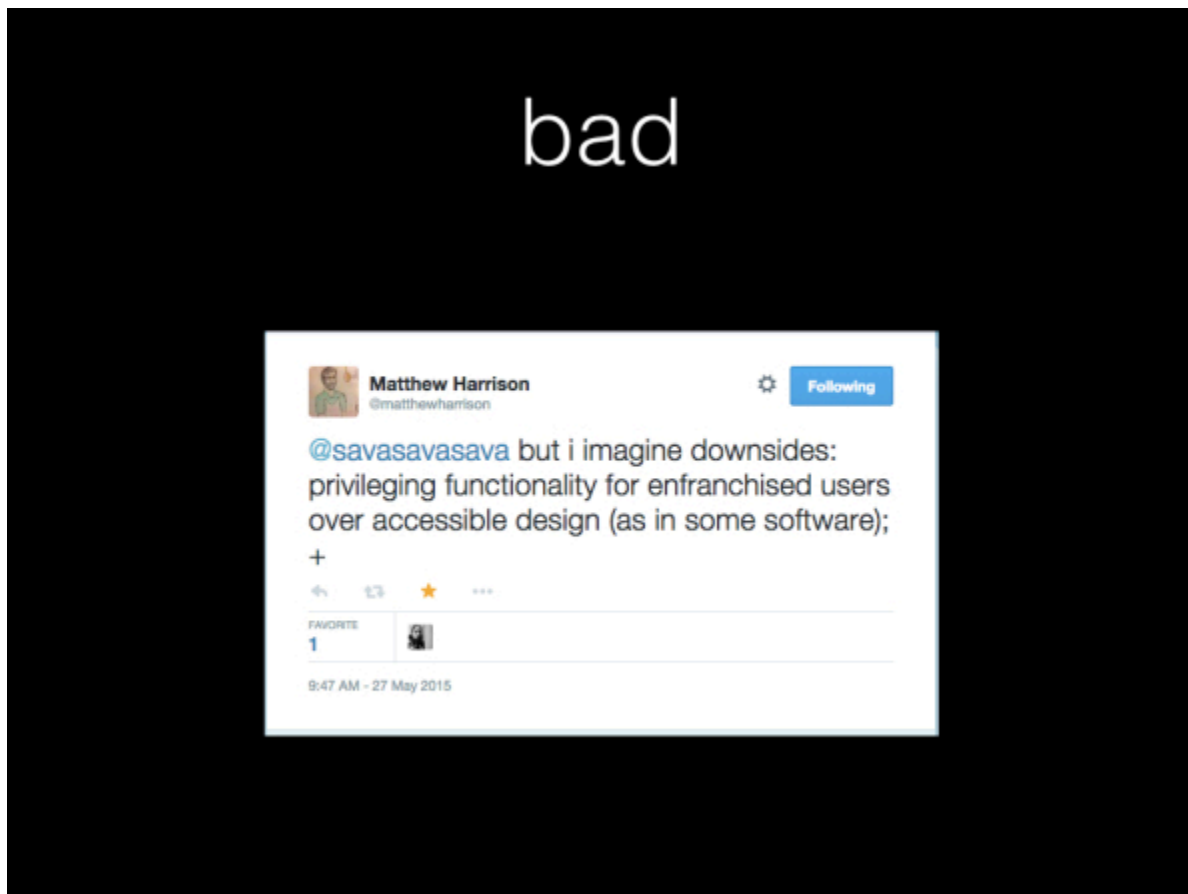 bad
Matthew Harrison
@matthewharrison
Following
@savasavasava but i imagine downsides:
privileging functionality for enfranchised users
over accessible design (as in some software);
+
FAVORITE
1
9:47 AM - 27 May 2015